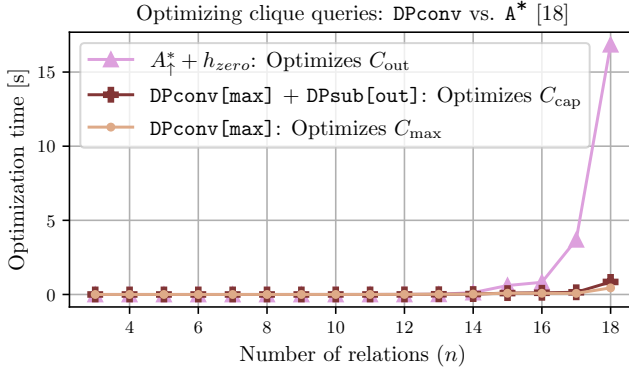 Optimizing clique queries: DPconv vs. A* [18]
A*↑ + h_zero: Optimizes C_out
DPconv[max] + DPsub[out]: Optimizes C_cap
DPconv[max]: Optimizes C_max
Optimization time [s]
15
10
5
0
4 6 8 10 12 14 16 18
Number of relations (n)